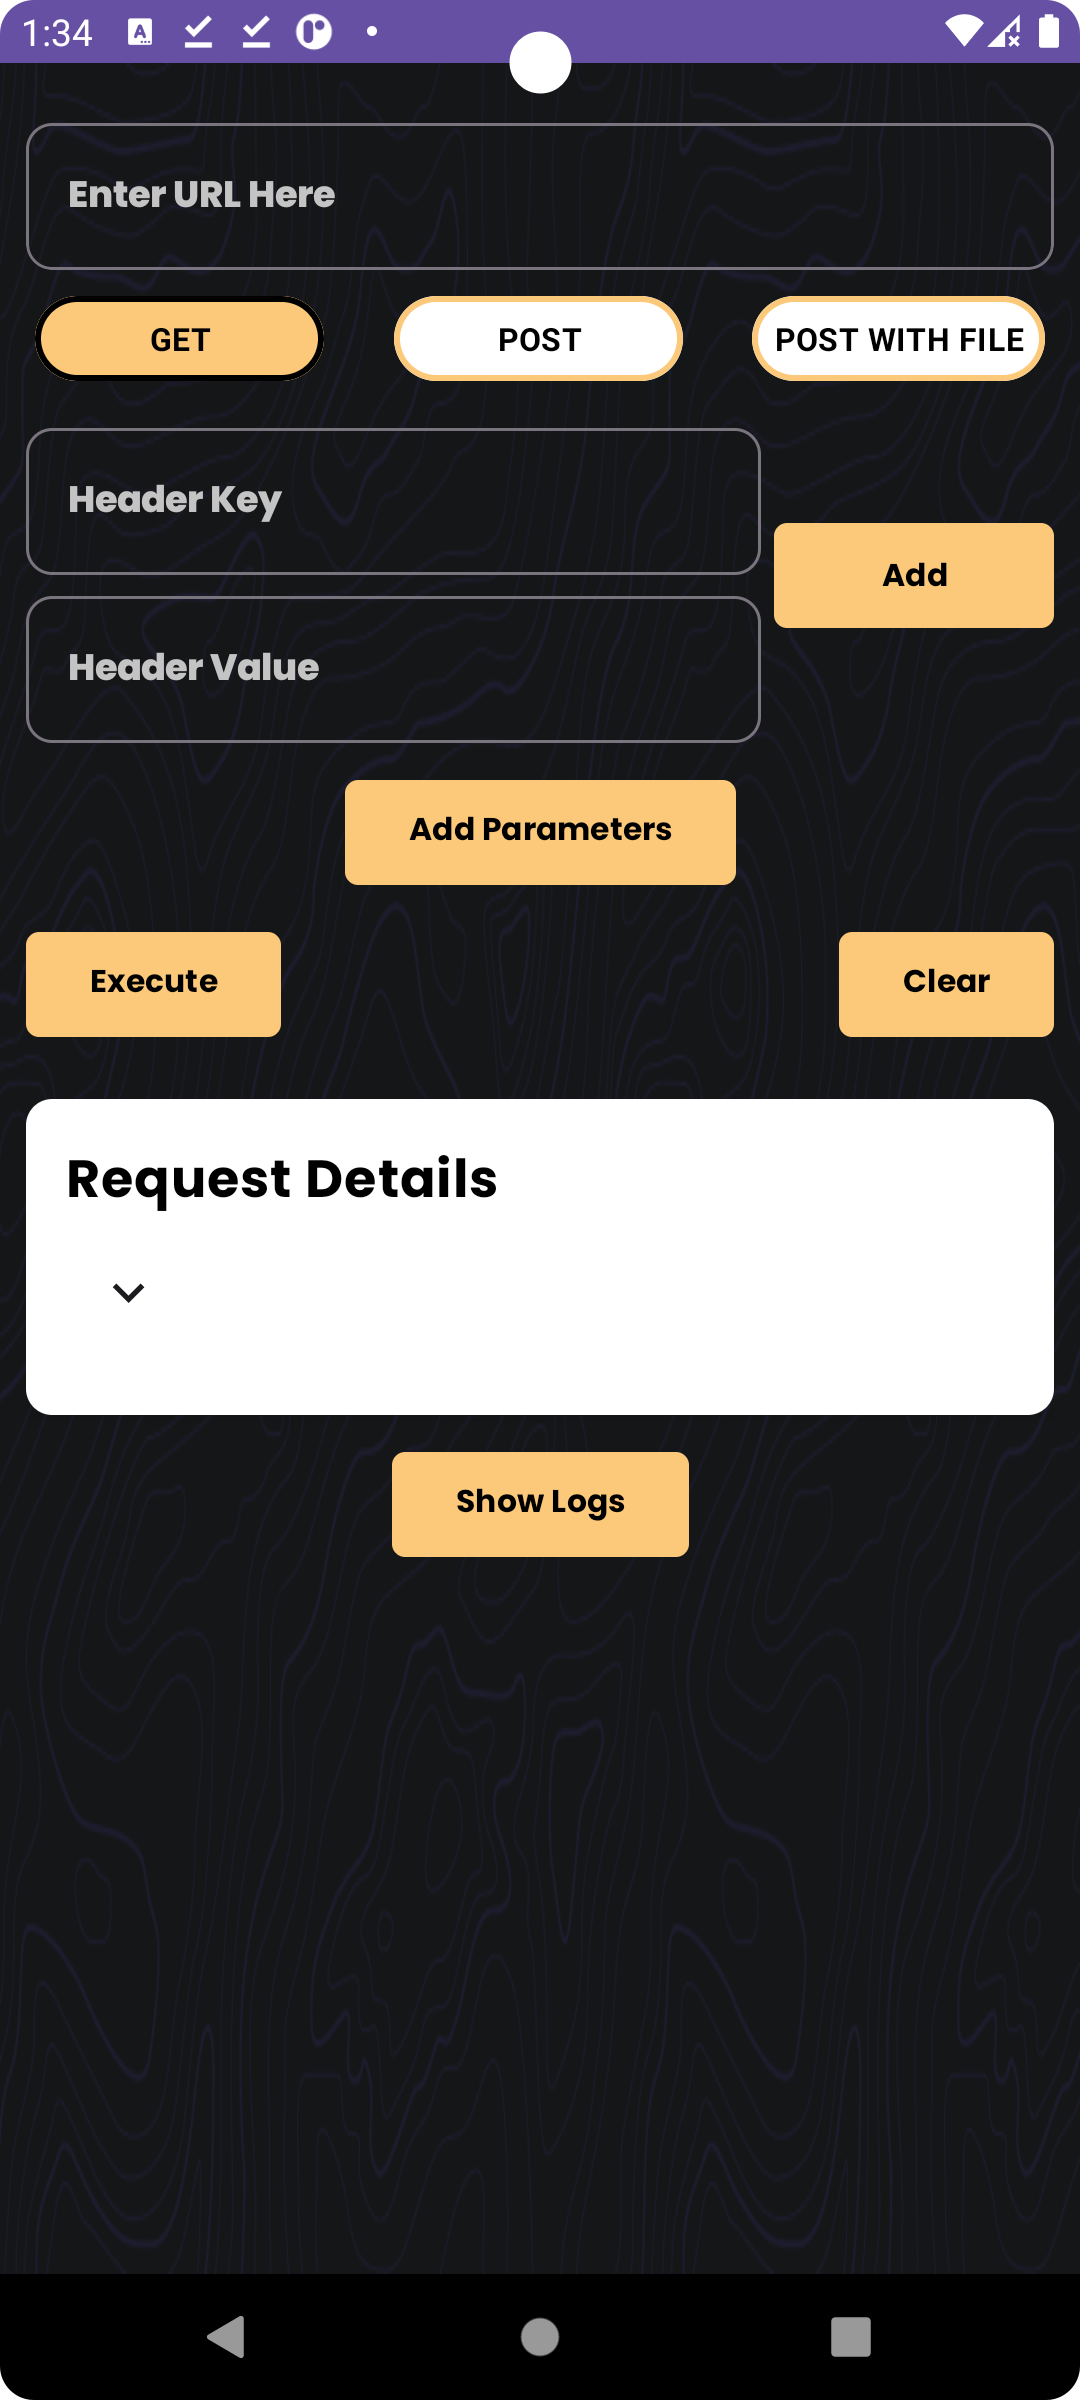 1:34
Enter URL Here
GET
POST
POST WITH FILE
Header Key
Add
Header Value
Add Parameters
Execute
Clear
Request Details
Show Logs